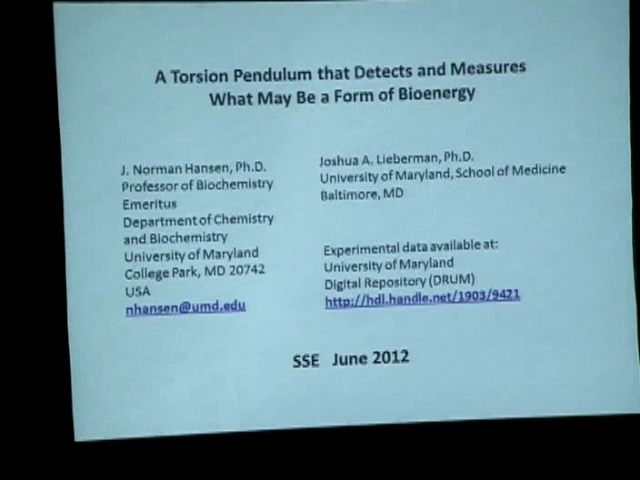 A Torsion Pendulum that Detects and Measures
What May Be a Form of Bioenergy
J. Norman Hansen, Ph.D.
Professor of Biochemistry
Emeritus
Department of Chemistry
and Biochemistry
University of Maryland
College Park, MD 20742
USA
nhansen@umd.edu
Joshua A. Lieberman, Ph.D.
University of Maryland, School of Medicine
Baltimore, MD
Experimental data available at:
University of Maryland
Digital Repository (DRUM)
http://hdl.handle.net/1903/9421
SSE June 2012